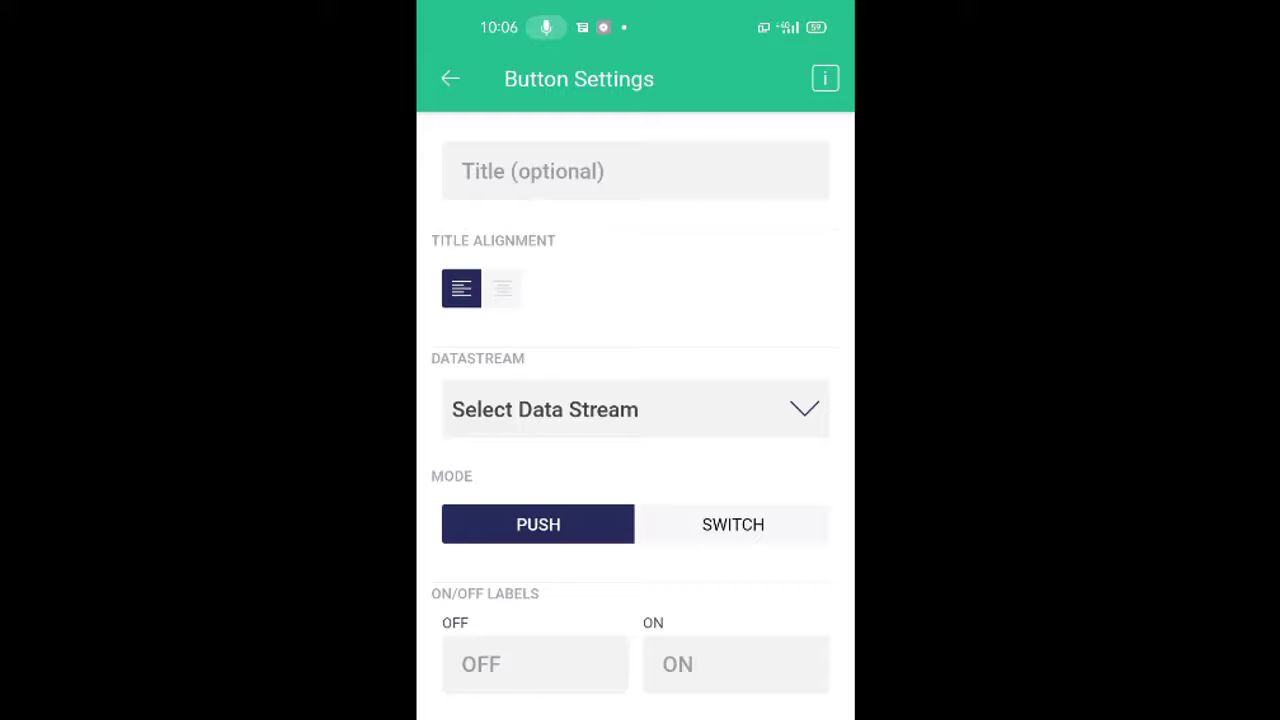 10:06
59
Button Settings
Title (optional)
TITLE ALIGNMENT
DATASTREAM
Select Data Stream
MODE
PUSH SWITCH
ON/OFF LABELS
OFF ON
OFF ON